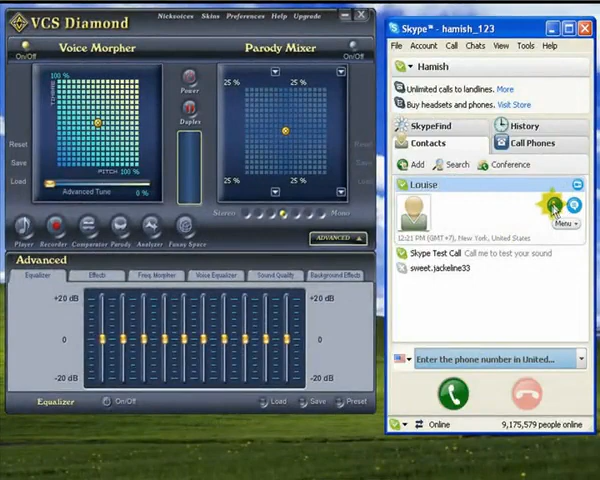 VCS Diamond
Nickvoices Skins Preferences Help Upgrade
On/Off
Voice Morpher
Parody Mixer
On/Off
100 %
TIMBRE
PITCH 100 %
Advanced Tune 0 %
Reset
Save
Load
Power
Duplex
25 %
25 %
25 %
25 %
Reset
Save
Load
Stereo
Mono
Player
Recorder
Comparator
Parody
Analyzer
Funny Space
ADVANCED
Advanced
Equalizer
Effects
Freq. Morpher
Voice Equalizer
Sound Quality
Background Effects
+20 dB
0
-20 dB
+20 dB
0
-20 dB
Equalizer
On/Off
Load
Save
Preset
Skype™ - hamish_123
File Account Call Chats View Tools Help
Hamish
Unlimited calls to landlines. More
Buy headsets and phones. Visit Store
SkypeFind
History
Contacts
Call Phones
Add
Search
Conference
Louise
Menu
12:21 PM (GMT+7), New York, United States
Skype Test Call Call me to test your sound
sweet.jackeline33
Enter the phone number in United...
Online
9,175,579 people online